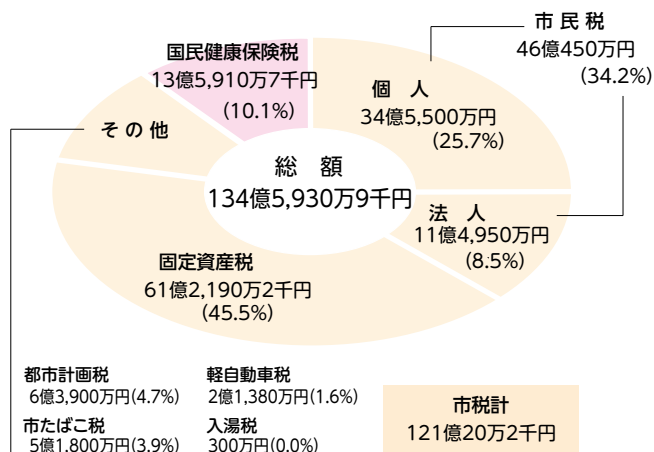 市民税
46億450万円
(34.2%)
国民健康保険税
13億5,910万7千円
(10.1%)
個　人
34億5,500万円
(25.7%)
その他
総　額
134億5,930万9千円
法　人
11億4,950万円
(8.5%)
固定資産税
61億2,190万2千円
(45.5%)
都市計画税
6億3,900万円(4.7%)
軽自動車税
2億1,380万円(1.6%)
市たばこ税
5億1,800万円(3.9%)
入湯税
300万円(0.0%)
市税計
121億20万2千円